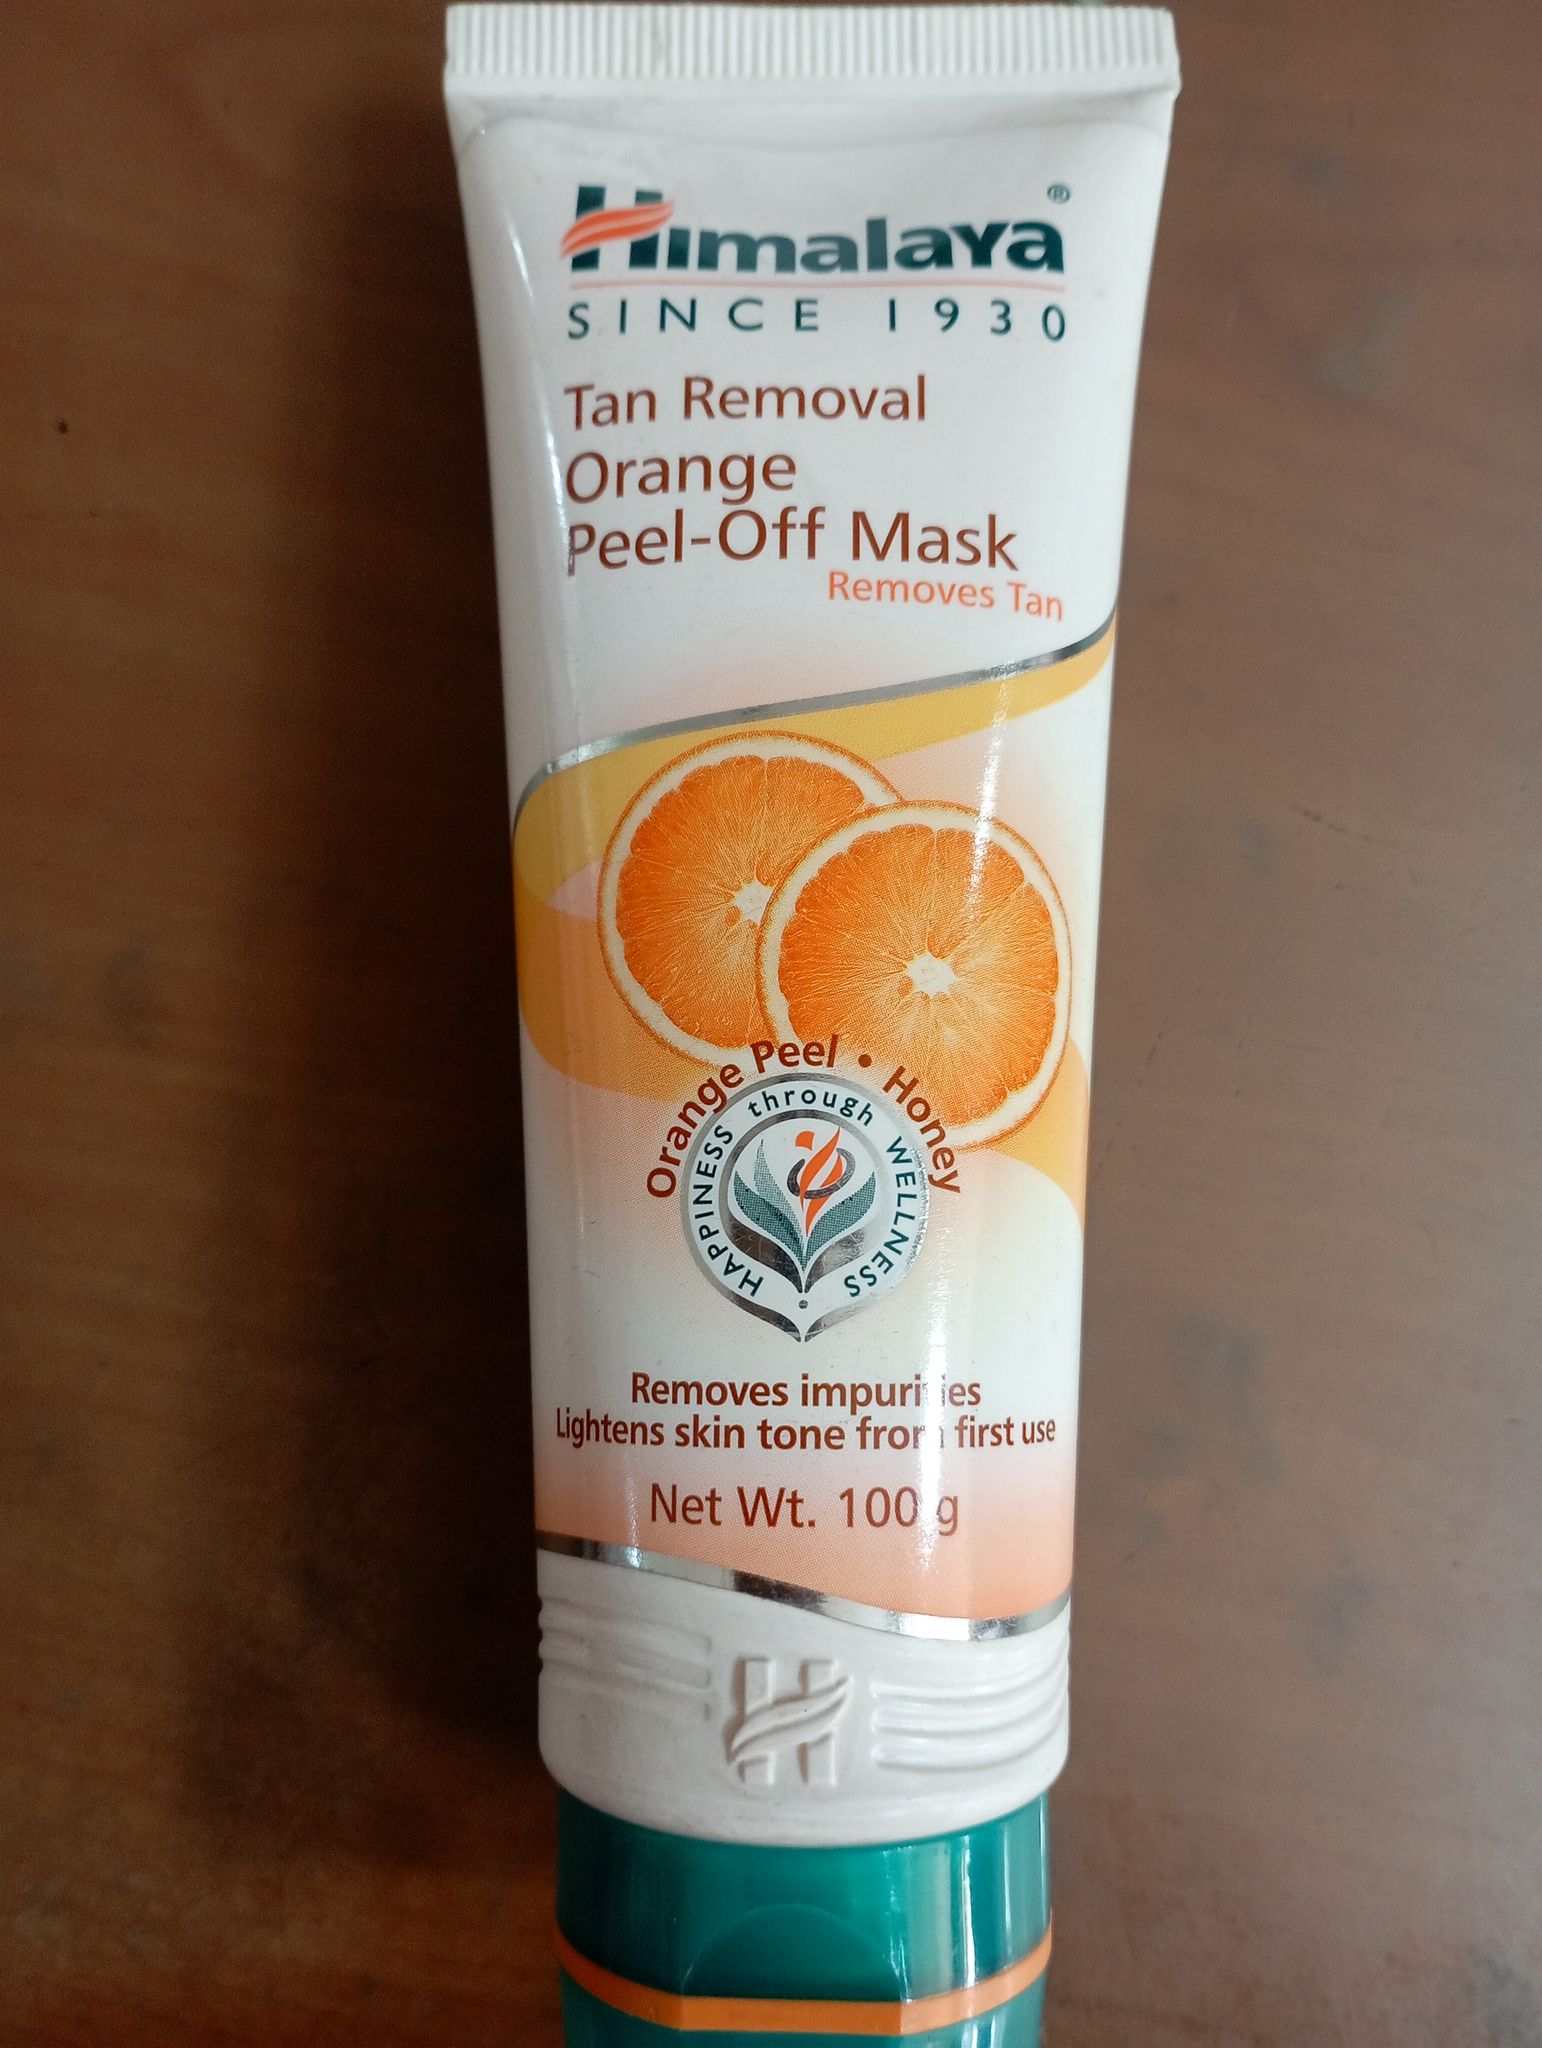 Himalaya®
SINCE 1930
Tan Removal
Orange
Peel-Off Mask
Removes Tan
Orange Peel • Honey
HAPPINESS through WELLNESS
Removes impurities
Lightens skin tone from first use
Net Wt. 100 g
H